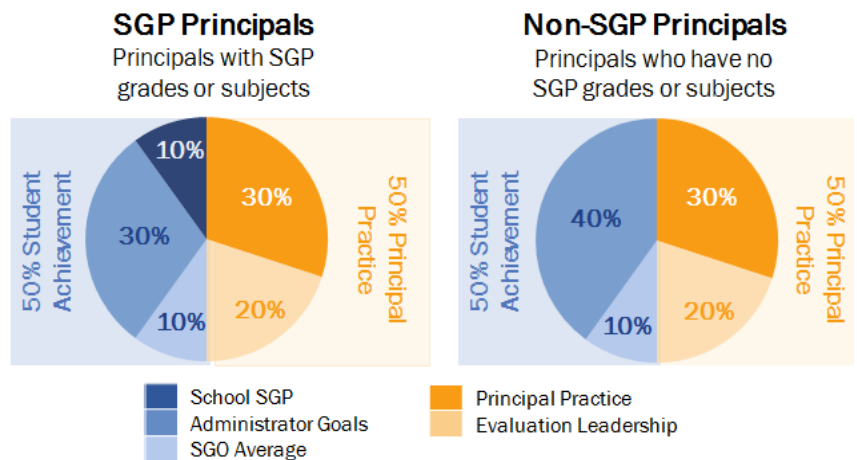 SGP Principals
Principals with SGP
grades or subjects
50% Student
Achievement
10%
30%
10%
30%
20%
50% Principal
Practice
Non-SGP Principals
Principals who have no
SGP grades or subjects
50% Student
Achievement
40%
10%
30%
20%
50% Principal
Practice
School SGP
Administrator Goals
SGO Average
Principal Practice
Evaluation Leadership